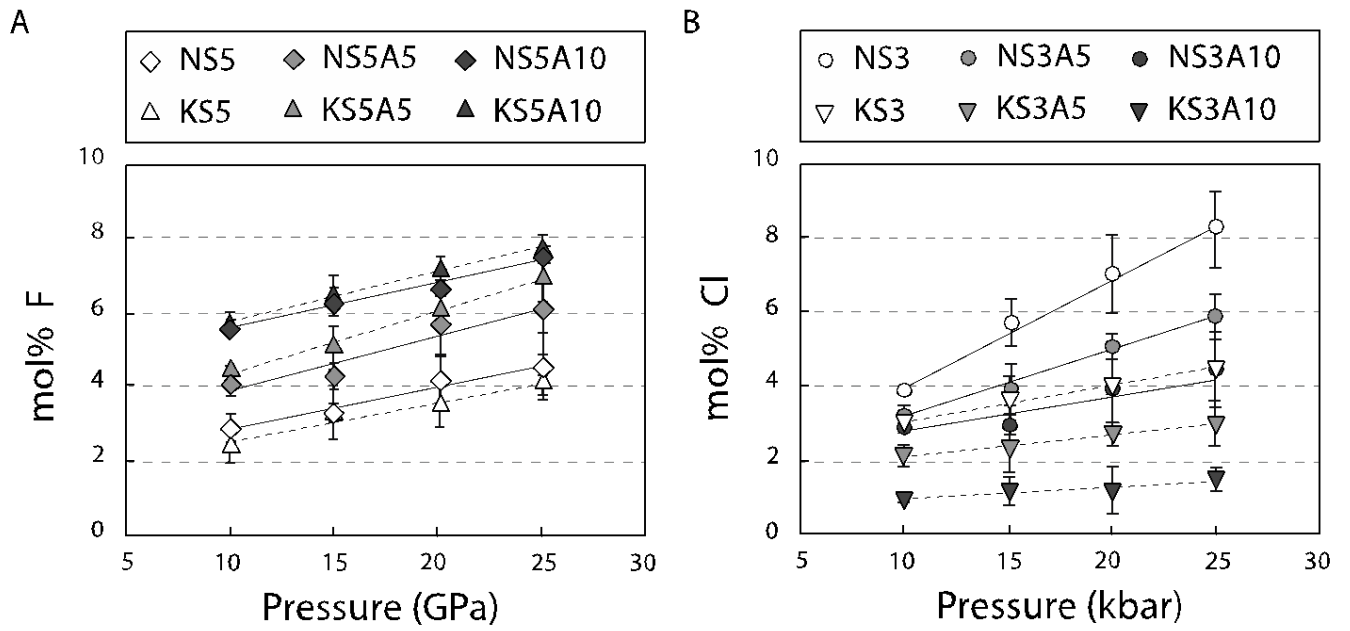 A
NS5 NS5A5 NS5A10
KS5 KS5A5 KS5A10
10
8
6
4
2
0
5 10 15 20 25 30
mol% F
Pressure (GPa)
B
NS3 NS3A5 NS3A10
KS3 KS3A5 KS3A10
10
8
6
4
2
0
5 10 15 20 25 30
mol% Cl
Pressure (kbar)